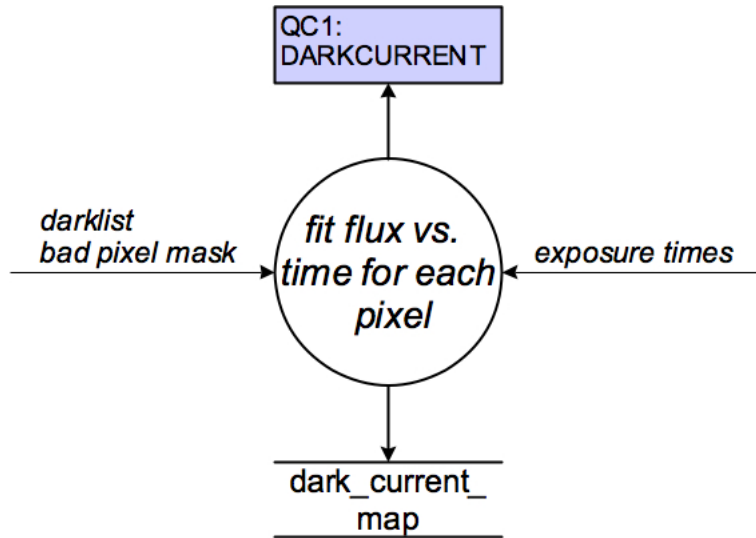 QC1:
DARKCURRENT
darklist
bad pixel mask
fit flux vs.
time for each
pixel
exposure times
dark_current_
map